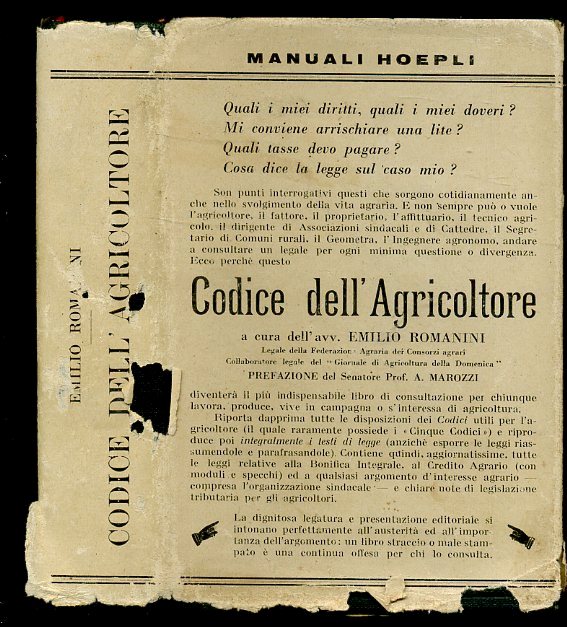 MANUALI HOEPLI
Quali i miei diritti, quali i miei doveri ?
Mi conviene arrischiare una lite ?
Quali tasse devo pagare ?
Cosa dice la legge sul caso mio ?
Son punti interrogativi questi che sorgono cotidianamente an-
che nello svolgimento della vita agraria. E non sempre può o vuole
l'agricoltore, il fattore, il proprietario, l'affittuario, il tecnico agri-
colo, il dirigente di Associazioni sindacali e di Cattedre, il Segre-
tario di Comuni rurali, il Geometra, l'Ingegnere agronomo, andare
a consultare un legale per ogni minima questione o divergenza.
Ecco perchè questo
Codice dell'Agricoltore
a cura dell'avv. EMILIO ROMANINI
Legale della Federazione Agraria dei Consorzi agrari
Collaboratore legale del "Giornale di Agricoltura della Domenica"
PREFAZIONE del Senatore Prof. A. MAROZZI
diventerà il più indispensabile libro di consultazione per chiunque
lavora, produce, vive in campagna o s'interessa di agricoltura.
Riporta dapprima tutte le disposizioni dei Codici utili per l'a-
gricoltore (il quale raramente possiede i « Cinque Codici ») e ripro-
duce poi integralmente i testi di legge (anzichè esporre le leggi rias-
sumendole e parafrasandole). Contiene quindi, aggiornatissime, tutte
le leggi relative alla Bonifica Integrale, al Credito Agrario (con
moduli e specchi) ed a qualsiasi argomento d'interesse agrario —
compresa l'organizzazione sindacale — e chiare note di legislazione
tributaria per gli agricoltori.
La dignitosa legatura e presentazione editoriale si
intonano perfettamente all'austerità ed all'impor-
tanza dell'argomento: un libro straccio o male stam-
pato è una continua offesa per chi lo consulta.
EMILIO ROMANINI
CODICE DELL'AGRICOLTORE